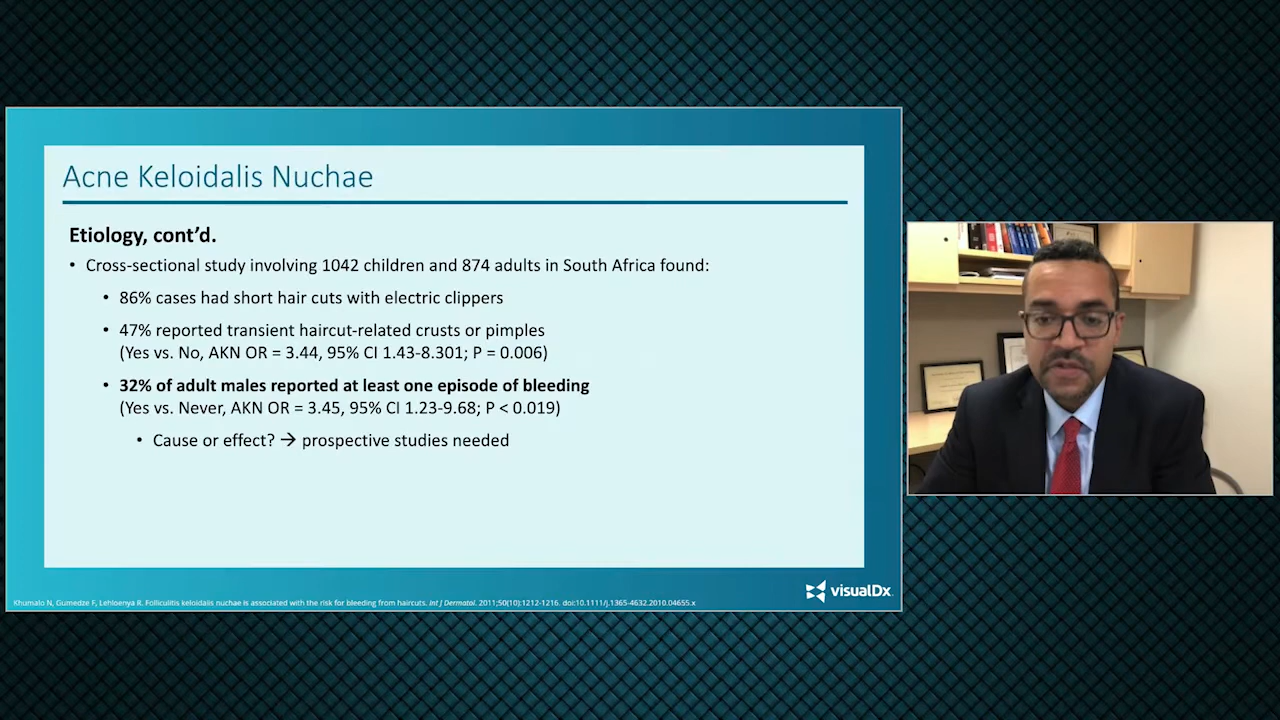 Acne Keloidalis Nuchae
Etiology, cont’d.
• Cross-sectional study involving 1042 children and 874 adults in South Africa found:
• 86% cases had short hair cuts with electric clippers
• 47% reported transient haircut-related crusts or pimples
(Yes vs. No, AKN OR = 3.44, 95% CI 1.43-8.301; P = 0.006)
• 32% of adult males reported at least one episode of bleeding
(Yes vs. Never, AKN OR = 3.45, 95% CI 1.23-9.68; P < 0.019)
• Cause or effect? → prospective studies needed
visualDx.
Khumalo N, Gumedze F, Lehloenya R. Folliculitis keloidalis nuchae is associated with the risk for bleeding from haircuts. Int J Dermatol. 2011;50(10):1212-1216. doi:10.1111/j.1365-4632.2010.04655.x